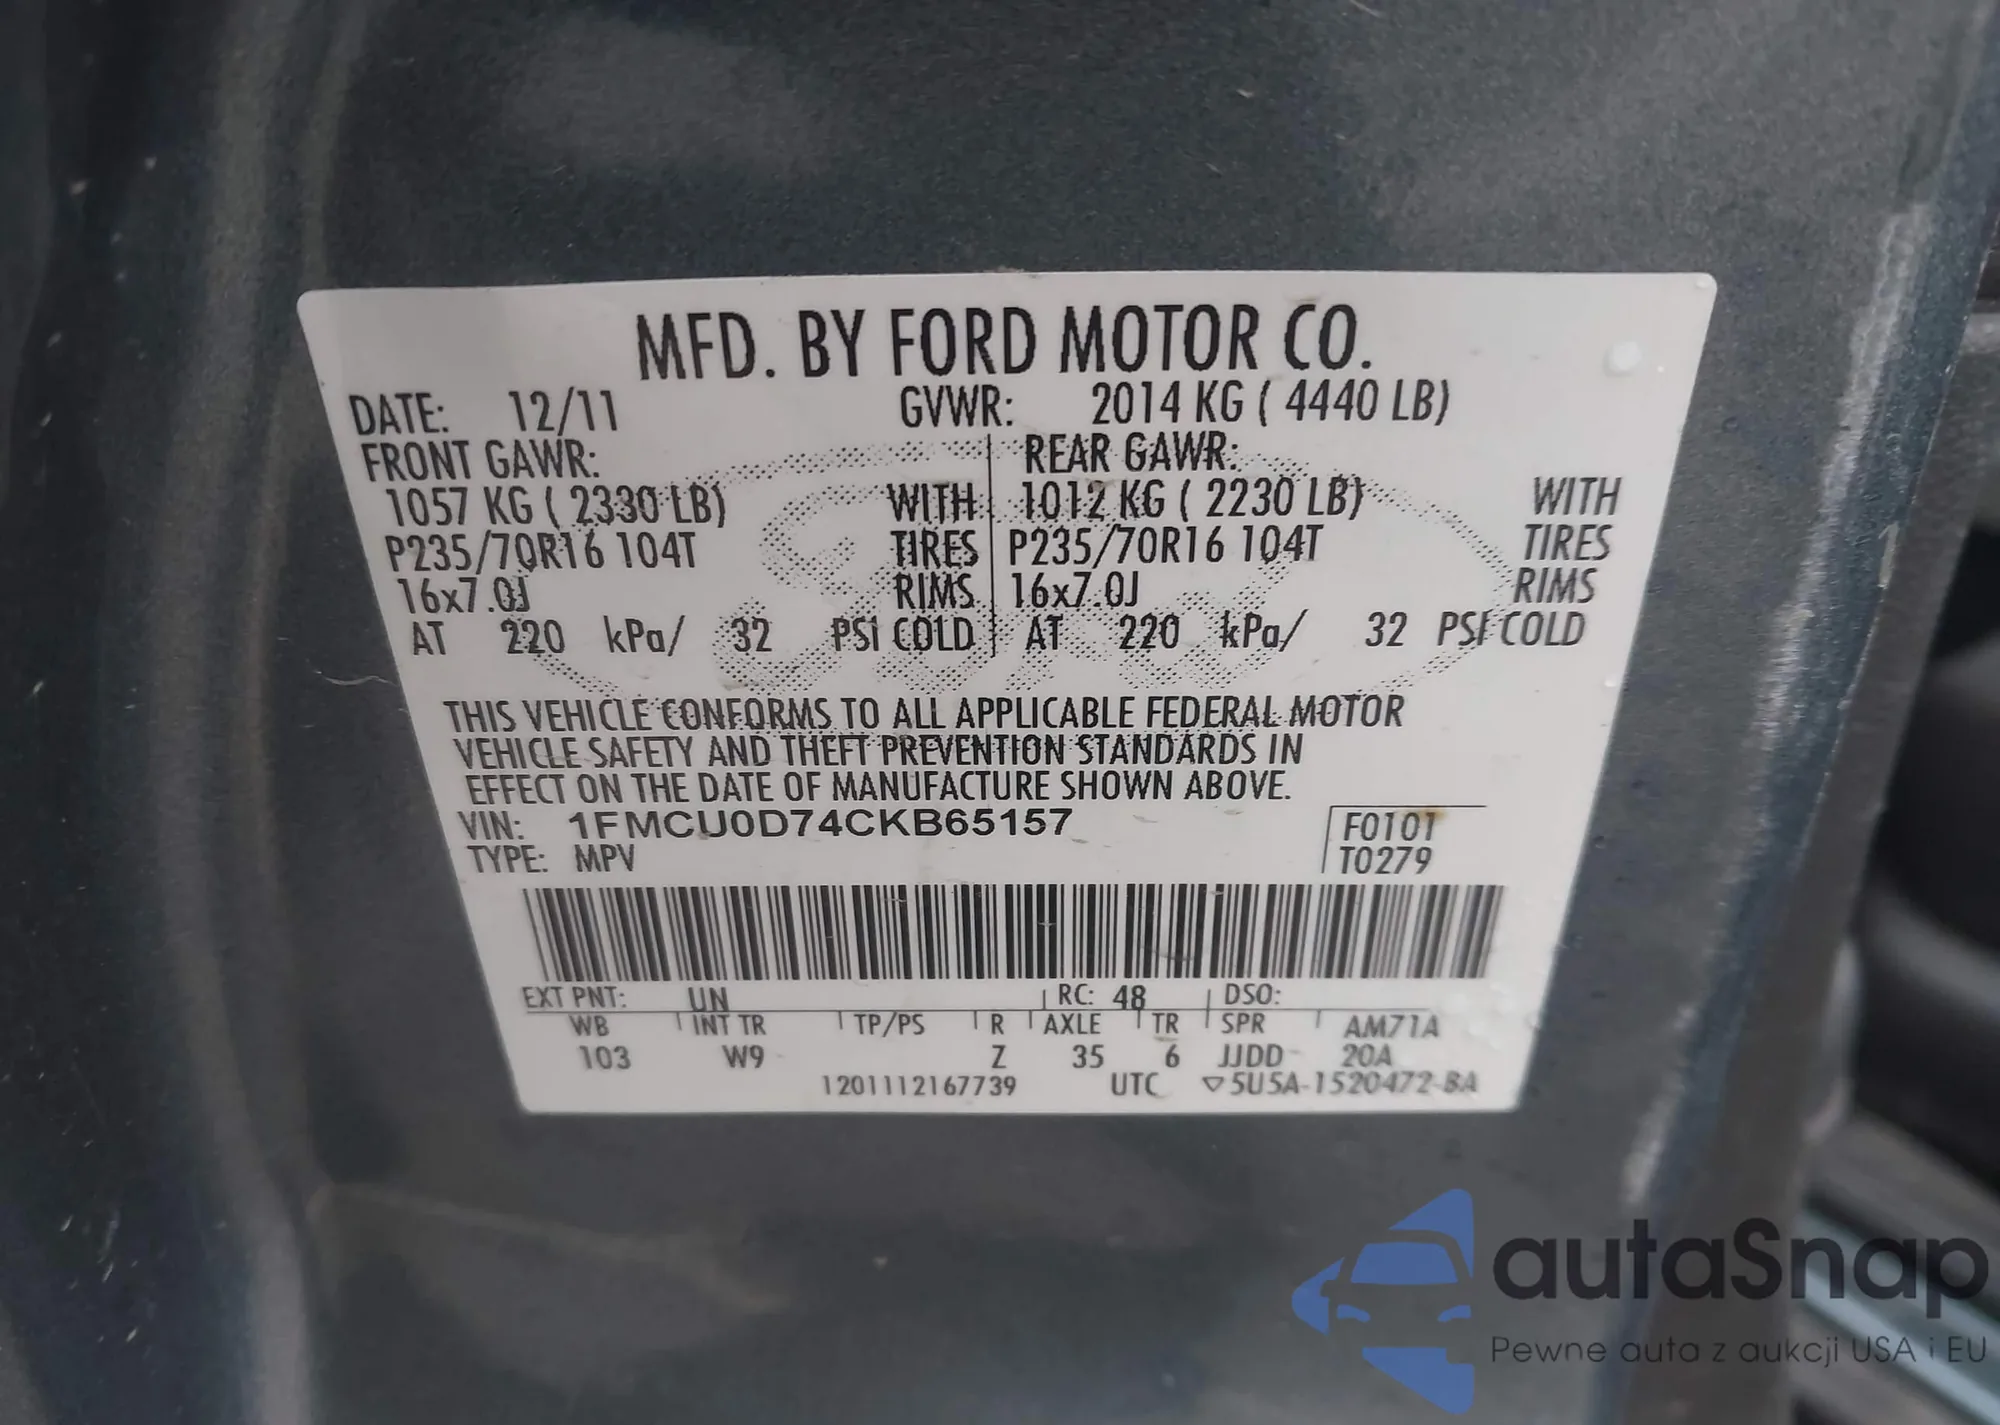 MFD. BY FORD MOTOR CO.
DATE: 12/11 GVWR: 2014 KG ( 4440 LB)
FRONT GAWR: REAR GAWR:
1057 KG ( 2330 LB) WITH 1012 KG ( 2230 LB) WITH
P235/70R16 104T TIRES P235/70R16 104T TIRES
16x7.0J RIMS 16x7.0J RIMS
AT 220 kPa/ 32 PSI COLD AT 220 kPa/ 32 PSI COLD
THIS VEHICLE CONFORMS TO ALL APPLICABLE FEDERAL MOTOR
VEHICLE SAFETY AND THEFT PREVENTION STANDARDS IN
EFFECT ON THE DATE OF MANUFACTURE SHOWN ABOVE.
VIN: 1FMCU0D74CKB65157 F0101
TYPE: MPV T0279
EXT PNT: UN RC: 48 DSO:
WB INT TR TP/PS R AXLE TR SPR AM71A
103 W9 Z 35 6 JJDD 20A
1201112167739 UTC ▽5U5A-1520472-BA
autaSnap
Pewne auta z aukcji USA i EU